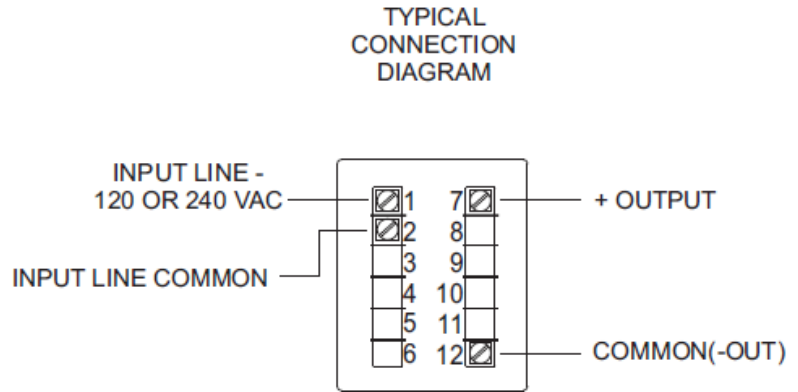 TYPICAL
CONNECTION
DIAGRAM
INPUT LINE -
120 OR 240 VAC
INPUT LINE COMMON
1
2
3
4
5
6
7
8
9
10
11
12
+ OUTPUT
COMMON(-OUT)